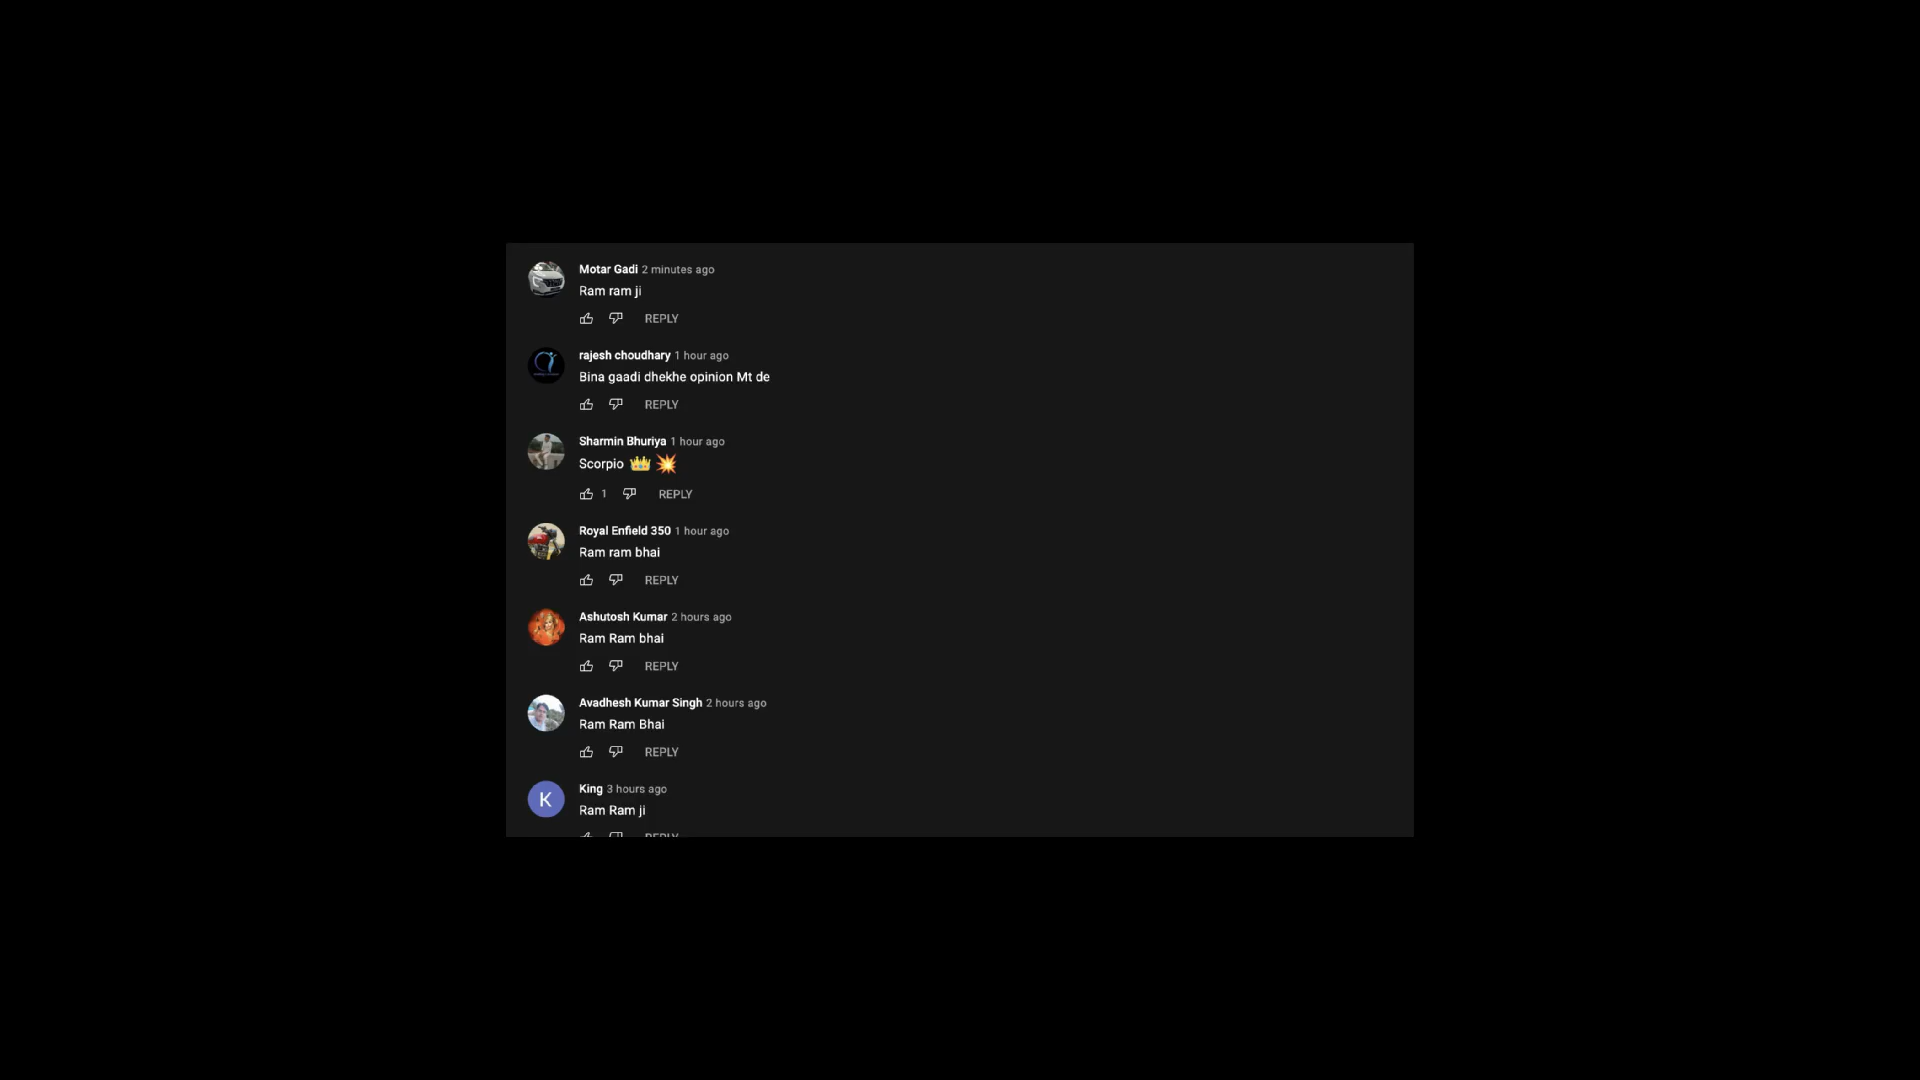 Motar Gadi 2 minutes ago
Ram ram ji
REPLY
rajesh choudhary 1 hour ago
Bina gaadi dhekhe opinion Mt de
REPLY
Sharmin Bhuriya 1 hour ago
Scorpio 👑 💥
1 REPLY
Royal Enfield 350 1 hour ago
Ram ram bhai
REPLY
Ashutosh Kumar 2 hours ago
Ram Ram bhai
REPLY
Avadhesh Kumar Singh 2 hours ago
Ram Ram Bhai
REPLY
K
King 3 hours ago
Ram Ram ji
REPLY